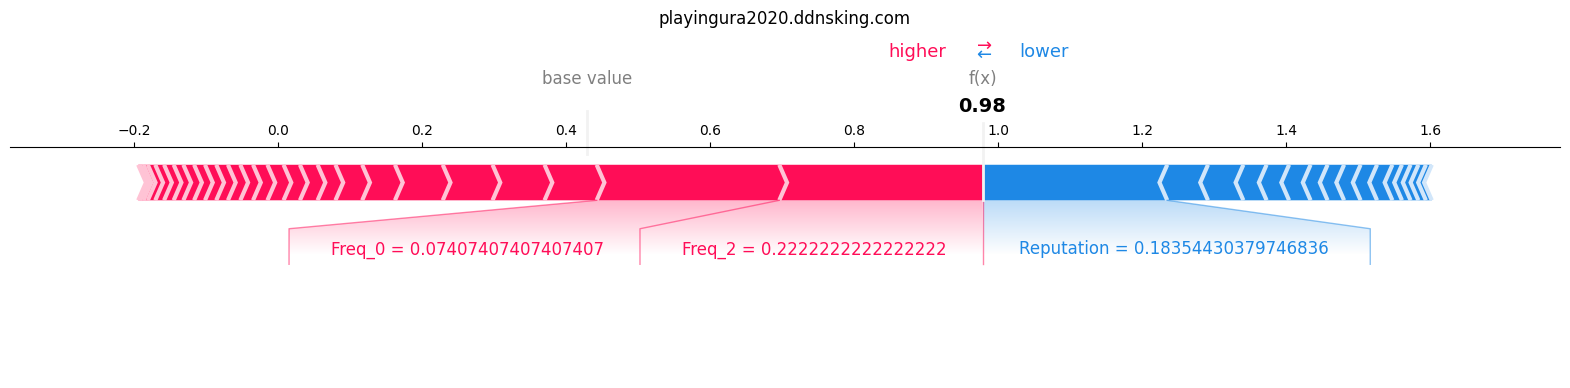 playingura2020.ddnsking.com
higher ⇄ lower
base value f(x)
0.98
−0.2 0.0 0.2 0.4 0.6 0.8 1.0 1.2 1.4 1.6
Freq_0 = 0.07407407407407407 Freq_2 = 0.2222222222222222 Reputation = 0.18354430379746836